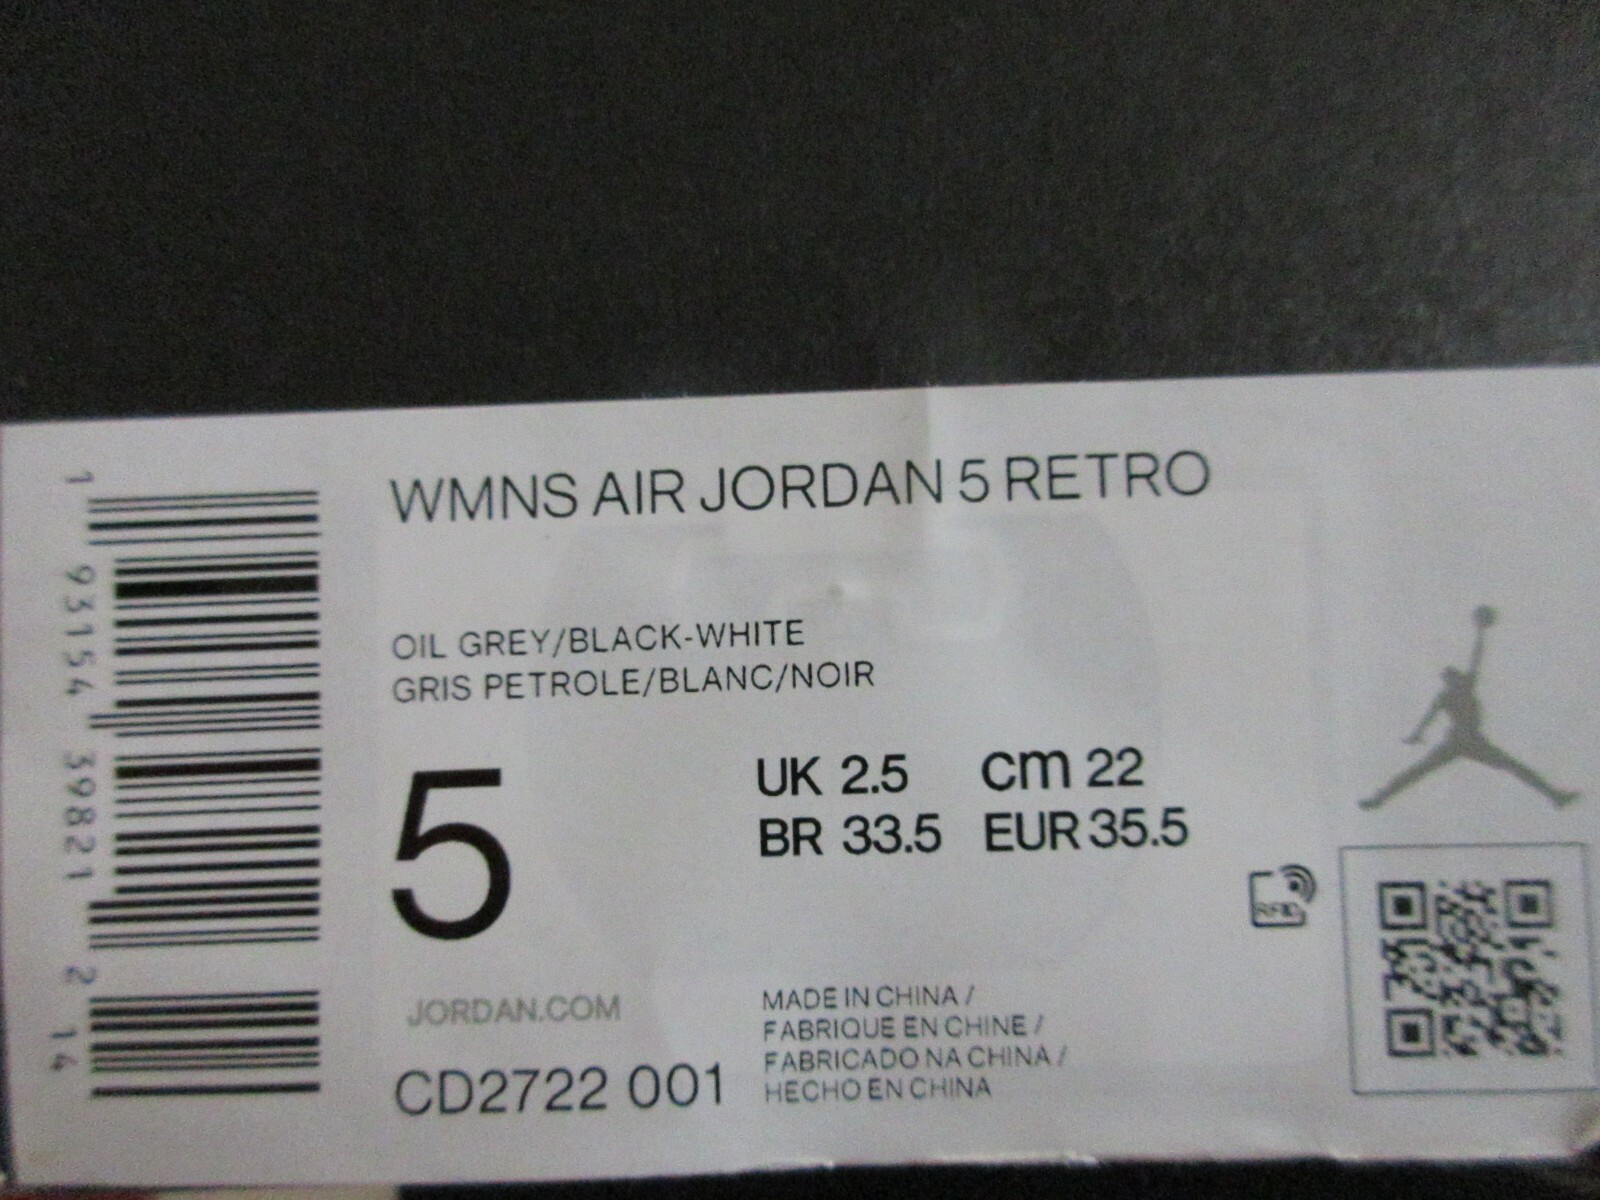 WMNS AIR JORDAN 5 RETRO
OIL GREY/BLACK-WHITE
GRIS PETROLE/BLANC/NOIR
5
UK 2.5 cm 22
BR 33.5 EUR 35.5
RFID
JORDAN.COM
CD2722 001
MADE IN CHINA /
FABRIQUE EN CHINE /
FABRICADO NA CHINA /
HECHO EN CHINA
1 93154 39821 2 14